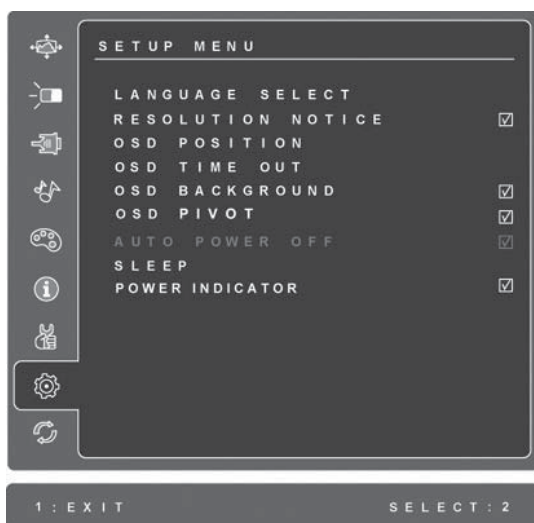 SETUP MENU
LANGUAGE SELECT
RESOLUTION NOTICE
OSD POSITION
OSD TIME OUT
OSD BACKGROUND
OSD PIVOT
AUTO POWER OFF
SLEEP
POWER INDICATOR
1:EXIT SELECT:2